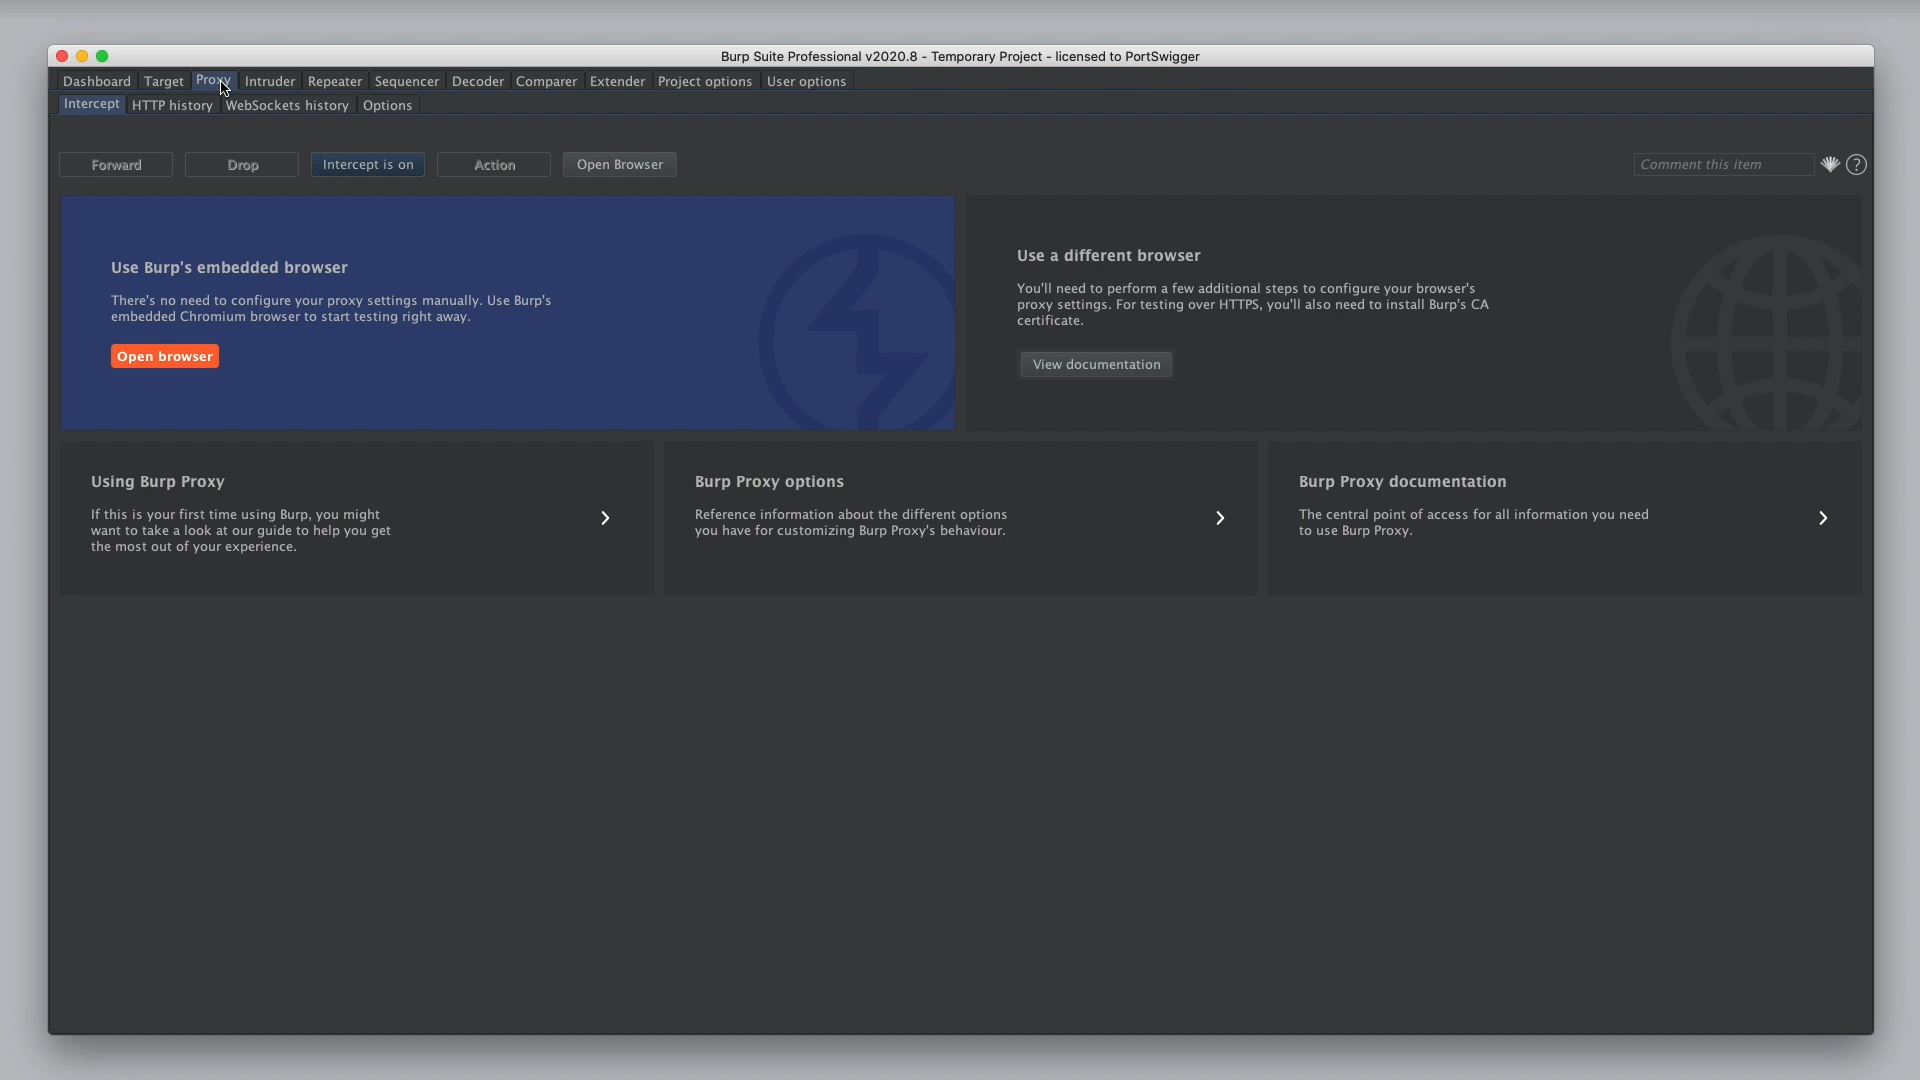 Burp Suite Professional v2020.8 - Temporary Project - licensed to PortSwigger
Dashboard Target Proxy Intruder Repeater Sequencer Decoder Comparer Extender Project options User options
Intercept HTTP history WebSockets history Options
Forward Drop Intercept is on Action Open Browser Comment this item ?
Use Burp's embedded browser
There's no need to configure your proxy settings manually. Use Burp's
embedded Chromium browser to start testing right away.
Open browser
Use a different browser
You'll need to perform a few additional steps to configure your browser's
proxy settings. For testing over HTTPS, you'll also need to install Burp's CA
certificate.
View documentation
Using Burp Proxy
If this is your first time using Burp, you might
want to take a look at our guide to help you get
the most out of your experience.
Burp Proxy options
Reference information about the different options
you have for customizing Burp Proxy's behaviour.
Burp Proxy documentation
The central point of access for all information you need
to use Burp Proxy.